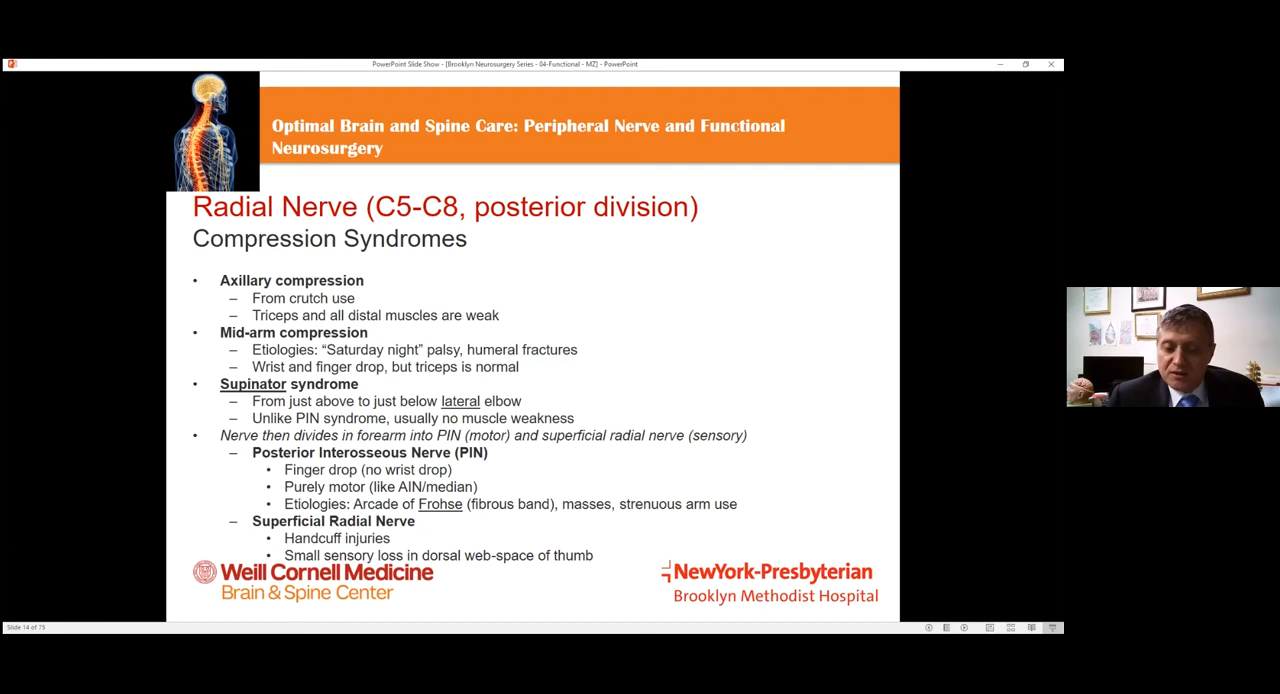 PowerPoint Slide Show - [Brooklyn Neurosurgery Series - 04-Functional - MZ] - PowerPoint
Optimal Brain and Spine Care: Peripheral Nerve and Functional
Neurosurgery
Radial Nerve (C5-C8, posterior division)
Compression Syndromes
• Axillary compression
– From crutch use
– Triceps and all distal muscles are weak
• Mid-arm compression
– Etiologies: “Saturday night” palsy, humeral fractures
– Wrist and finger drop, but triceps is normal
• Supinator syndrome
– From just above to just below lateral elbow
– Unlike PIN syndrome, usually no muscle weakness
• Nerve then divides in forearm into PIN (motor) and superficial radial nerve (sensory)
– Posterior Interosseous Nerve (PIN)
• Finger drop (no wrist drop)
• Purely motor (like AIN/median)
• Etiologies: Arcade of Frohse (fibrous band), masses, strenuous arm use
– Superficial Radial Nerve
• Handcuff injuries
• Small sensory loss in dorsal web-space of thumb
Weill Cornell Medicine
Brain & Spine Center
NewYork-Presbyterian
Brooklyn Methodist Hospital
Slide 14 of 75